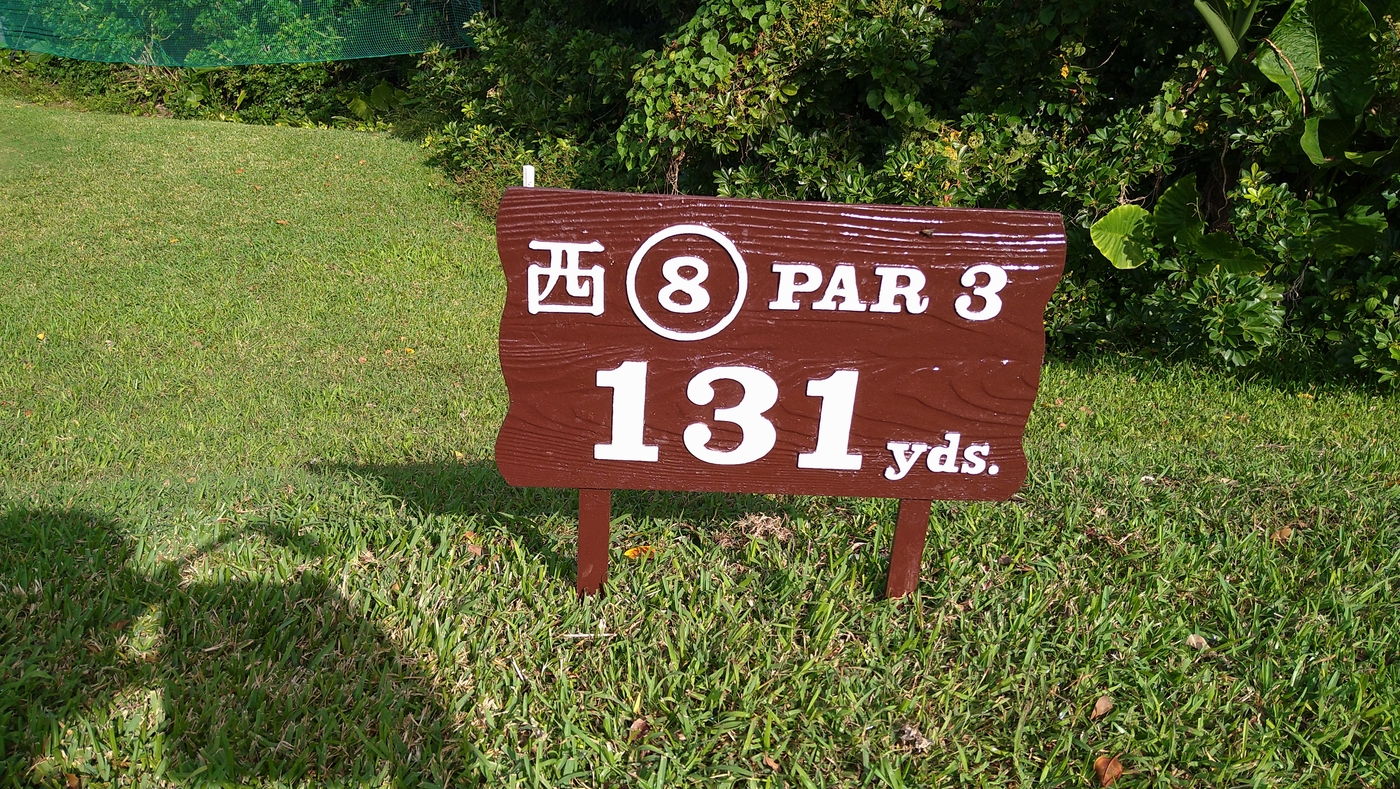 西 ⑧ PAR 3
131 yds.